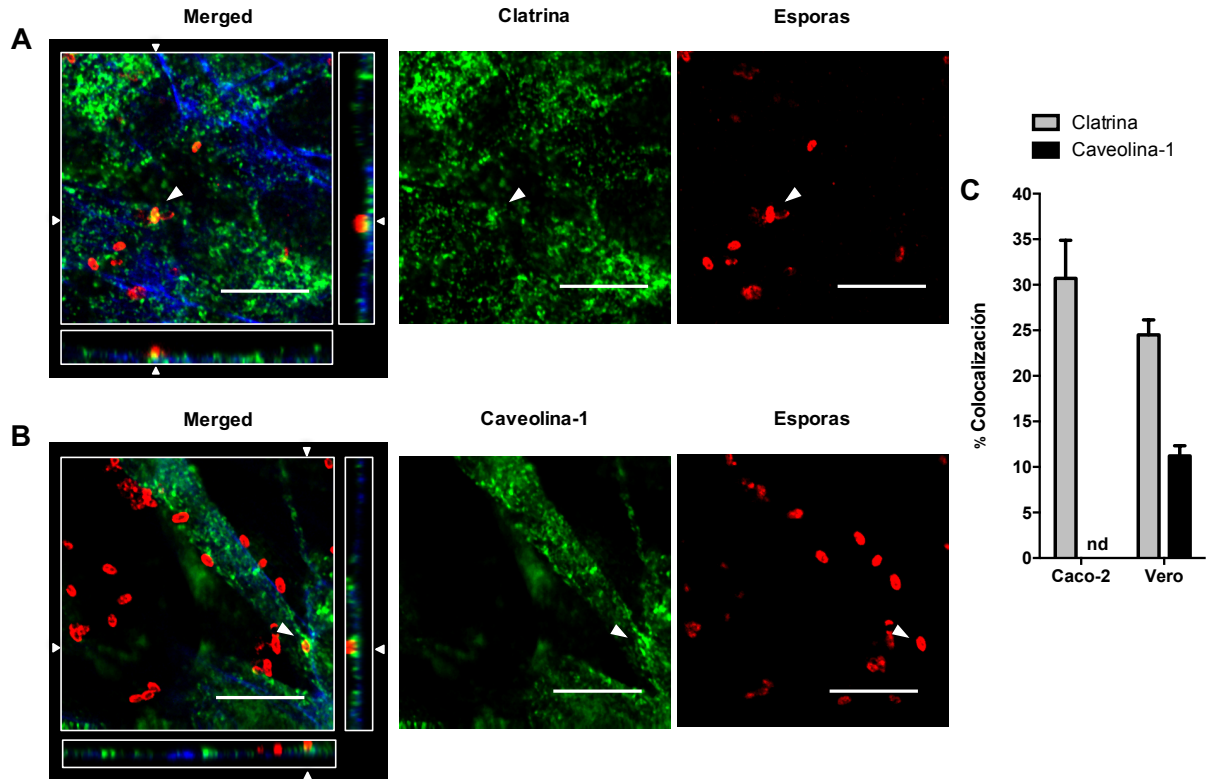 A
Merged
Clatrina
Esporas
B
Merged
Caveolina-1
Esporas
C
Clatrina
Caveolina-1
% Colocalización
40
35
30
25
20
15
10
5
0
nd
Caco-2
Vero